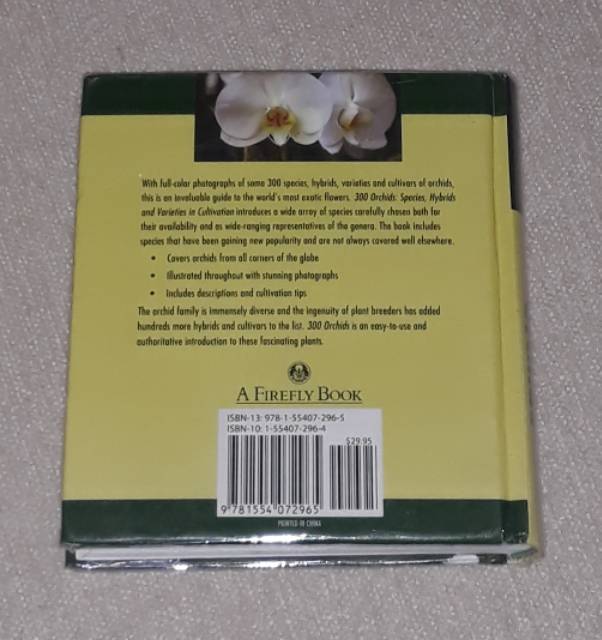 With full-color photographs of some 300 species, hybrids, varieties and cultivars of orchids,
this is an invaluable guide to the world's most exotic flowers. 300 Orchids: Species, Hybrids
and Varieties in Cultivation introduces a wide array of species carefully chosen both for
their availability and as wide-ranging representatives of the genera. The book includes
species that have been gaining new popularity and are not always covered well elsewhere.
• Covers orchids from all corners of the globe
• Illustrated throughout with stunning photographs
• Includes descriptions and cultivation tips
The orchid family is immensely diverse and the ingenuity of plant breeders has added
hundreds more hybrids and cultivars to the list. 300 Orchids is an easy-to-use and
authoritative introduction to these fascinating plants.
A FIREFLY BOOK
ISBN-13: 978-1-55407-296-5
ISBN-10: 1-55407-296-4
$29.95
9 781554 072965
PRINTED IN CHINA